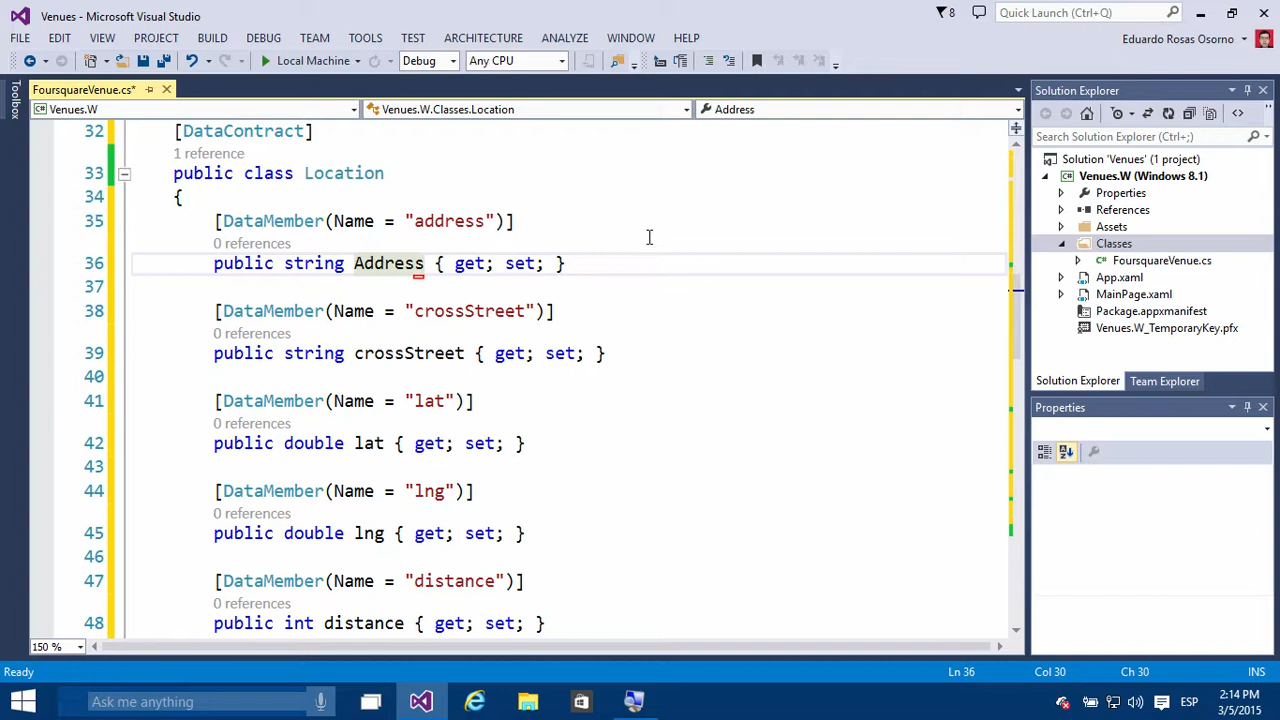 Venues - Microsoft Visual Studio
8
Quick Launch (Ctrl+Q)
FILE EDIT VIEW PROJECT BUILD DEBUG TEAM TOOLS TEST ARCHITECTURE ANALYZE WINDOW HELP
Eduardo Rosas Osorno
Local Machine Debug Any CPU
Toolbox
FoursquareVenue.cs*
Venues.W Venues.W.Classes.Location Address
32 [DataContract]
1 reference
33 public class Location
34 {
35 [DataMember(Name = "address")]
0 references
36 public string Address { get; set; }
37
38 [DataMember(Name = "crossStreet")]
0 references
39 public string crossStreet { get; set; }
40
41 [DataMember(Name = "lat")]
0 references
42 public double lat { get; set; }
43
44 [DataMember(Name = "lng")]
0 references
45 public double lng { get; set; }
46
47 [DataMember(Name = "distance")]
0 references
48 public int distance { get; set; }
150 %
Solution Explorer
Search Solution Explorer (Ctrl+;)
Solution 'Venues' (1 project)
Venues.W (Windows 8.1)
Properties
References
Assets
Classes
FoursquareVenue.cs
App.xaml
MainPage.xaml
Package.appxmanifest
Venues.W_TemporaryKey.pfx
Solution Explorer Team Explorer
Properties
Ready Ln 36 Col 30 Ch 30 INS
Ask me anything
ESP
2:14 PM
3/5/2015